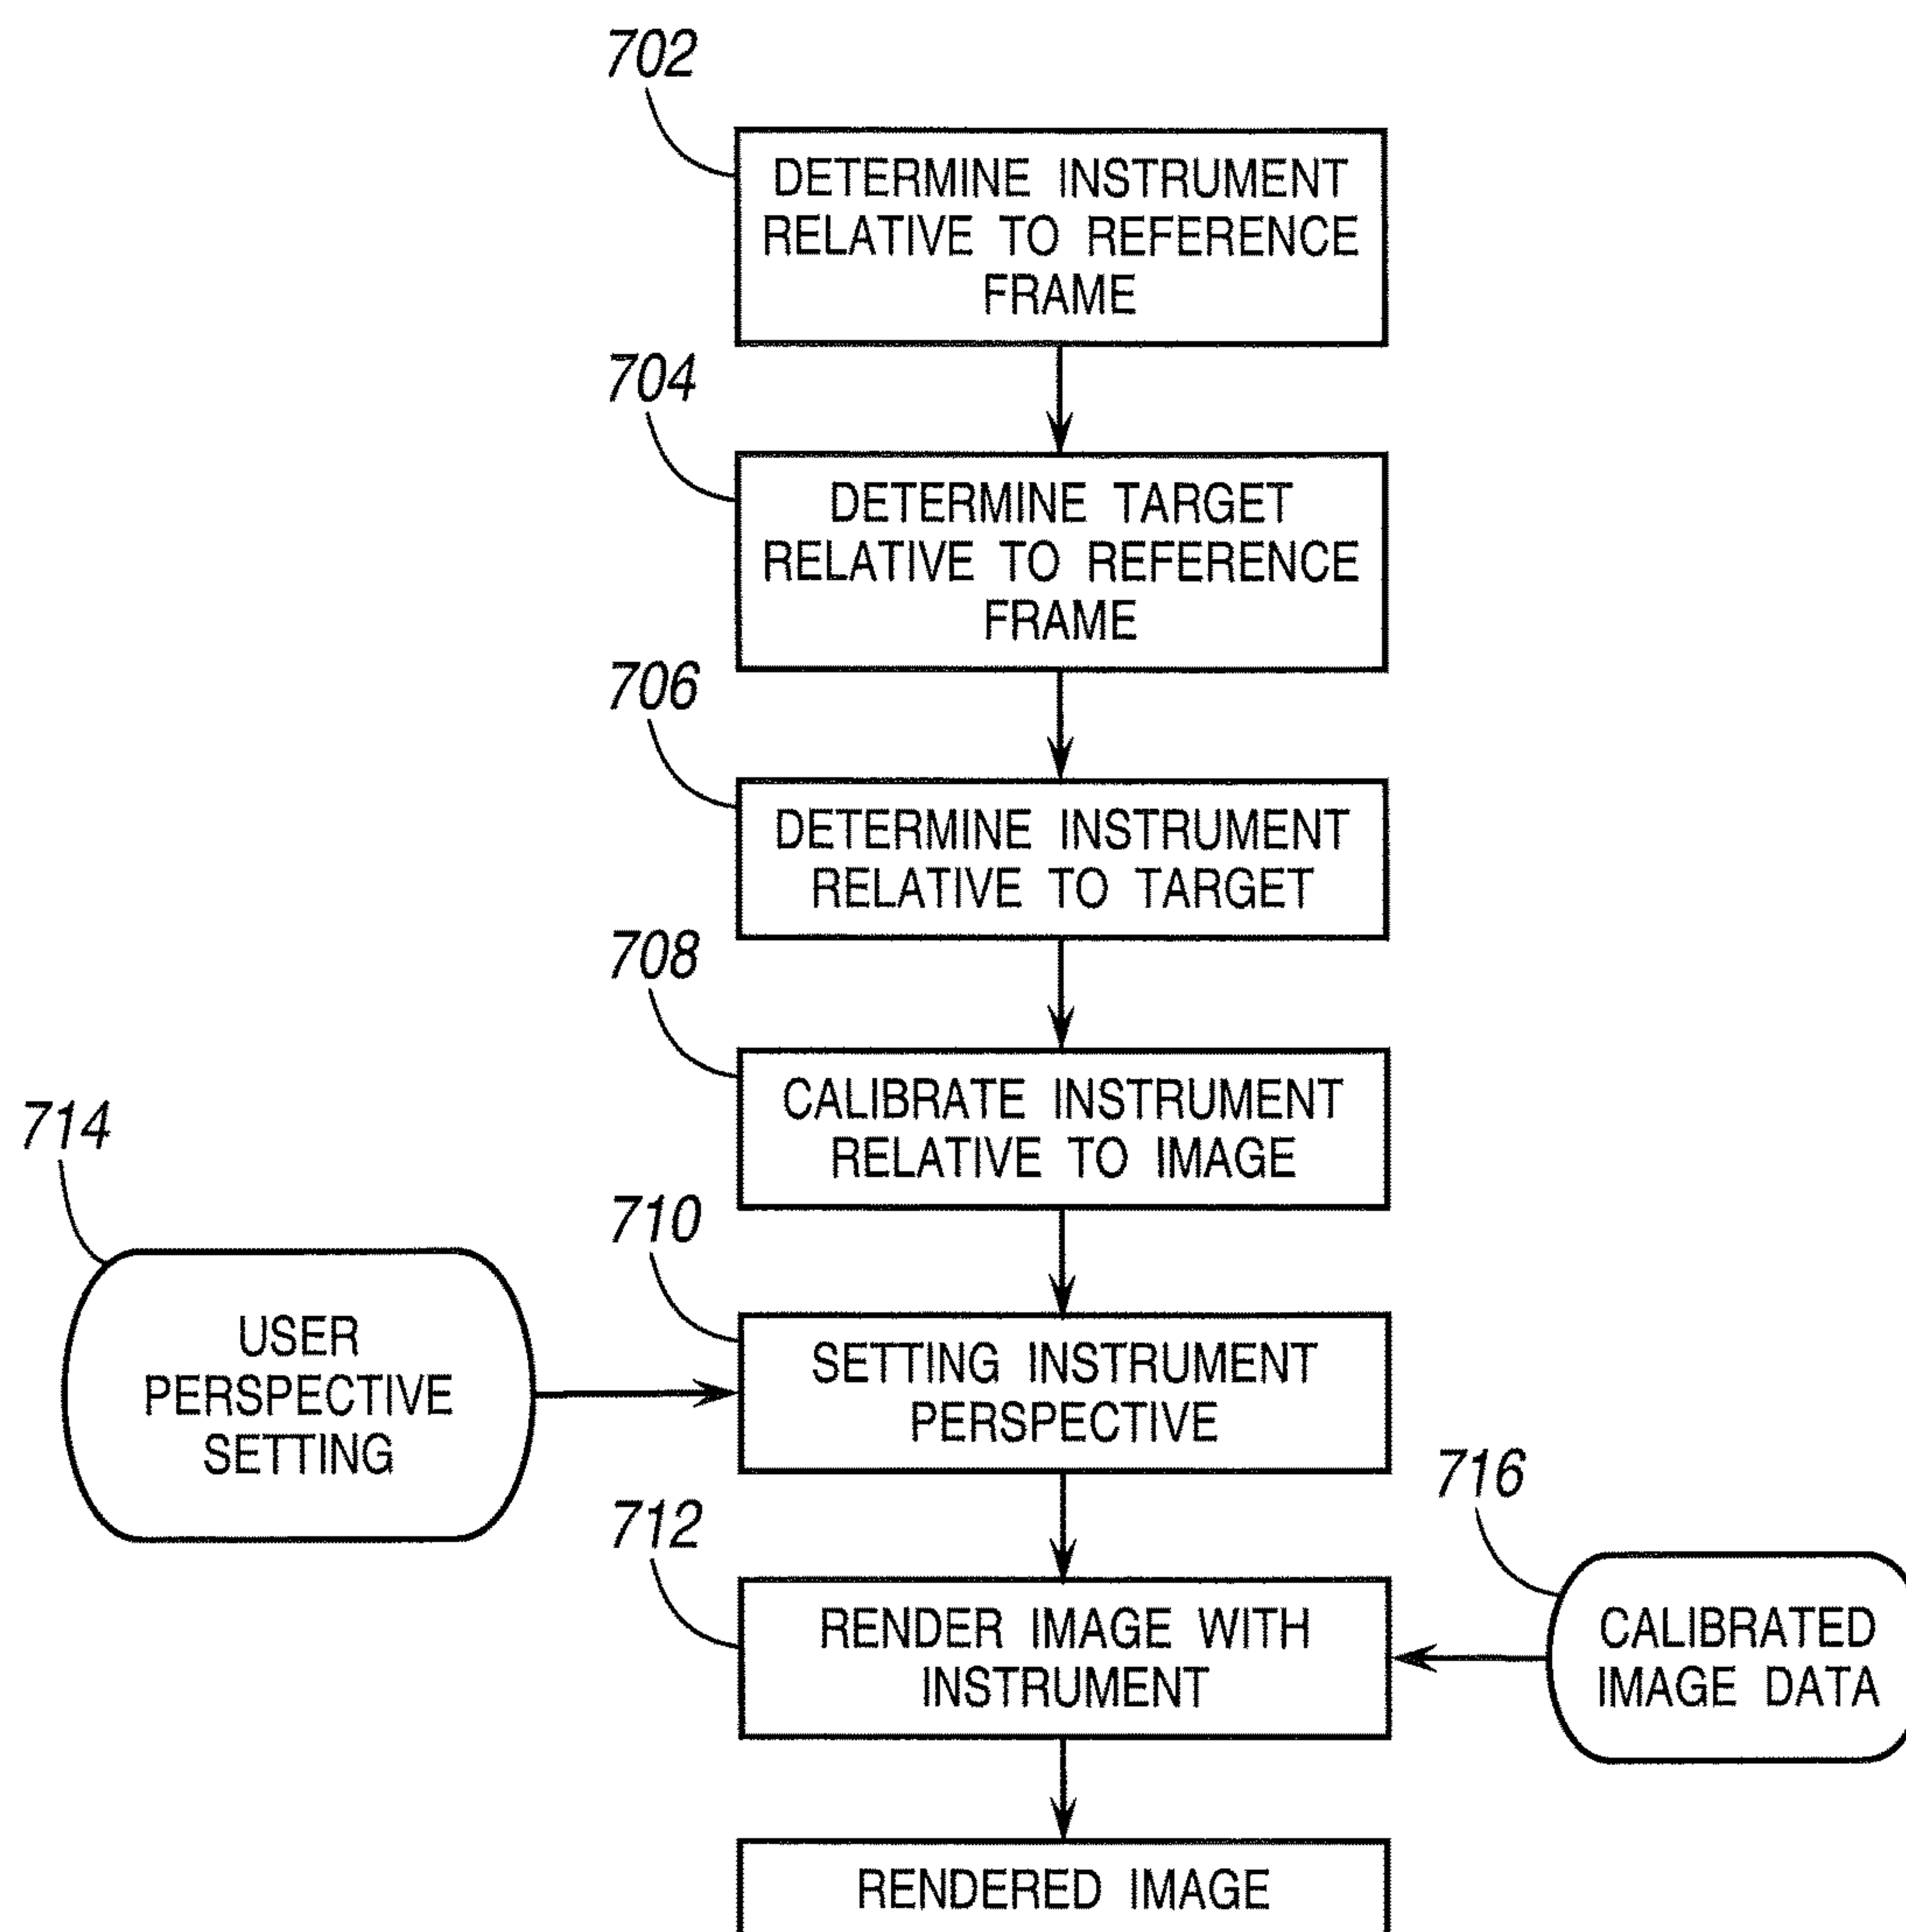 702
DETERMINE INSTRUMENT
RELATIVE TO REFERENCE
FRAME
704
DETERMINE TARGET
RELATIVE TO REFERENCE
FRAME
706
DETERMINE INSTRUMENT
RELATIVE TO TARGET
708
CALIBRATE INSTRUMENT
RELATIVE TO IMAGE
714
USER
PERSPECTIVE
SETTING
710
SETTING INSTRUMENT
PERSPECTIVE
712
RENDER IMAGE WITH
INSTRUMENT
716
CALIBRATED
IMAGE DATA
RENDERED IMAGE